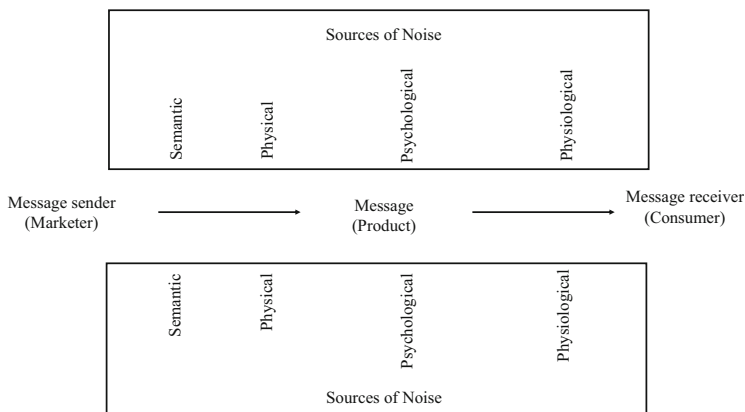 Sources of Noise
Semantic
Physical
Psychological
Physiological
Message sender
(Marketer)
Message
(Product)
Message receiver
(Consumer)
Semantic
Physical
Psychological
Physiological
Sources of Noise